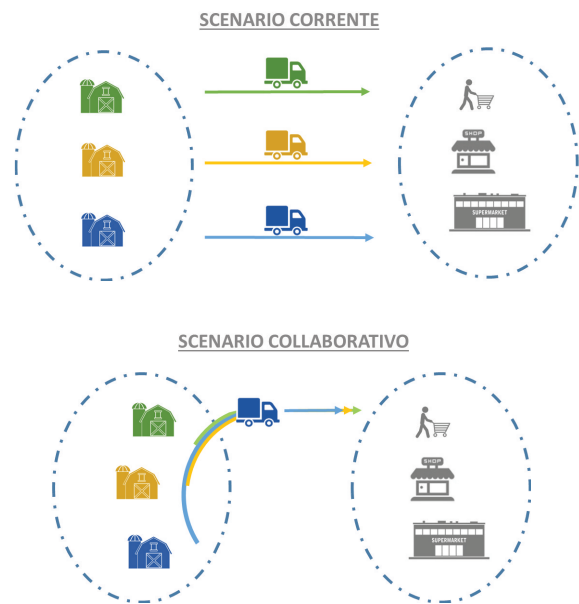 SCENARIO CORRENTE
SHOP
SUPERMARKET
SCENARIO COLLABORATIVO
SHOP
SUPERMARKET